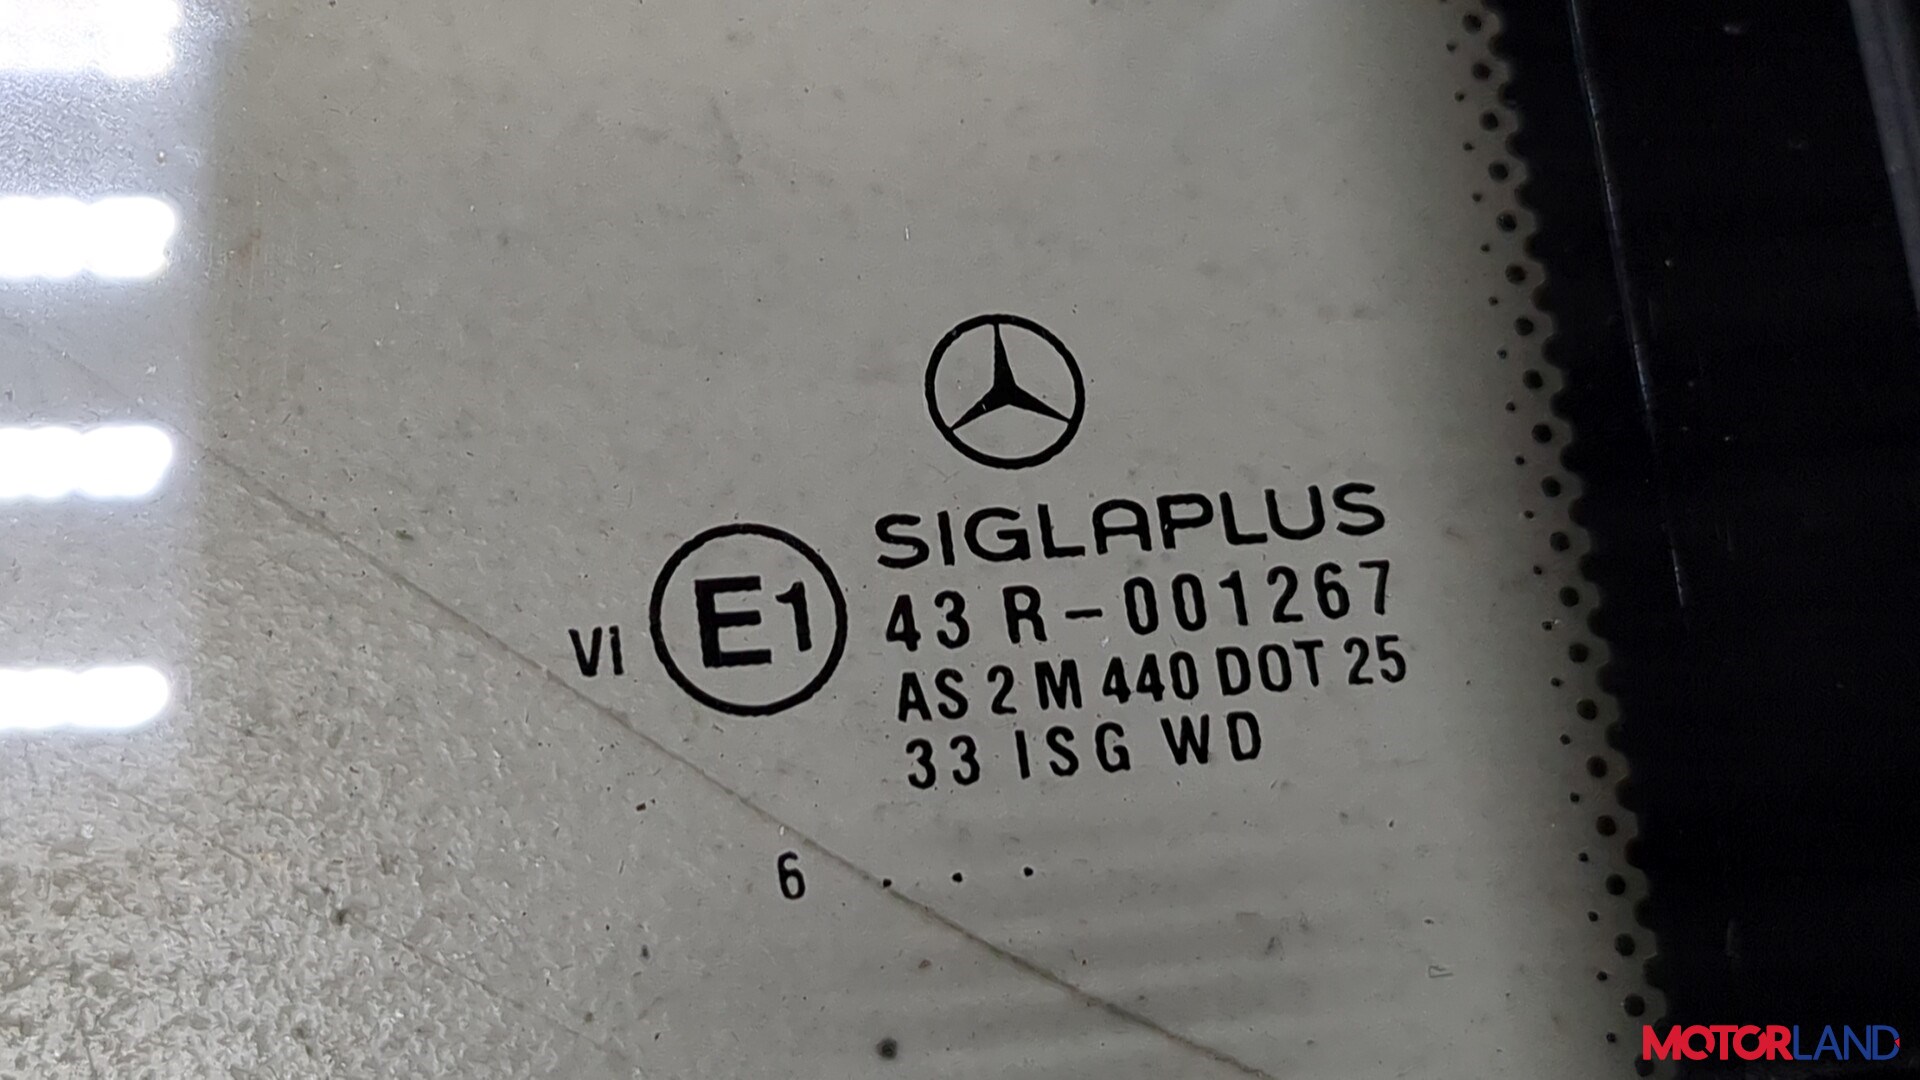 SIGLAPLUS
VI E1 43 R-001267
AS 2 M 440 DOT 25
33 ISG WD
6 . . .
MOTORLAND